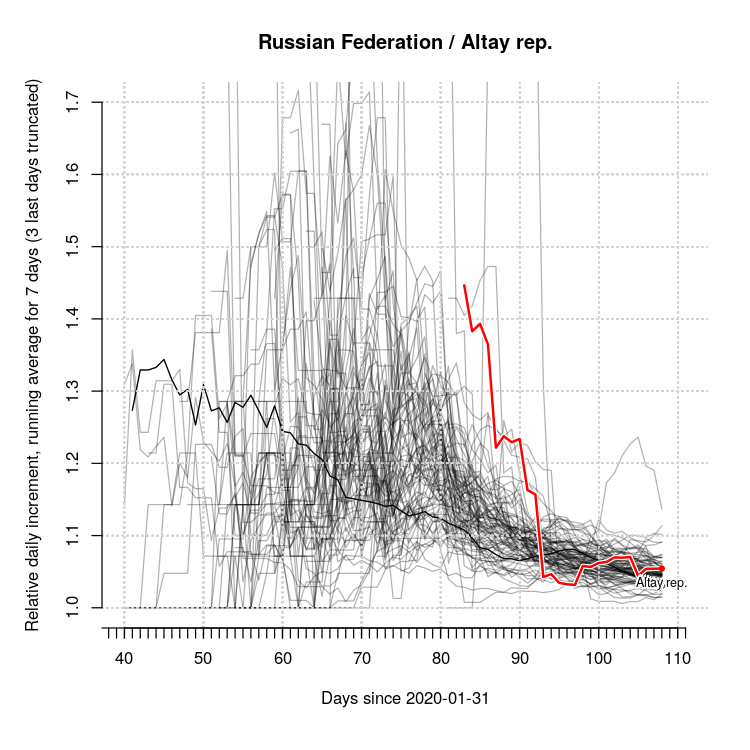 Russian Federation / Altay rep.
Relative daily increment, running average for 7 days (3 last days truncated)
1.7
1.6
1.5
1.4
1.3
1.2
1.1
1.0
Altay rep.
40 50 60 70 80 90 100 110
Days since 2020-01-31